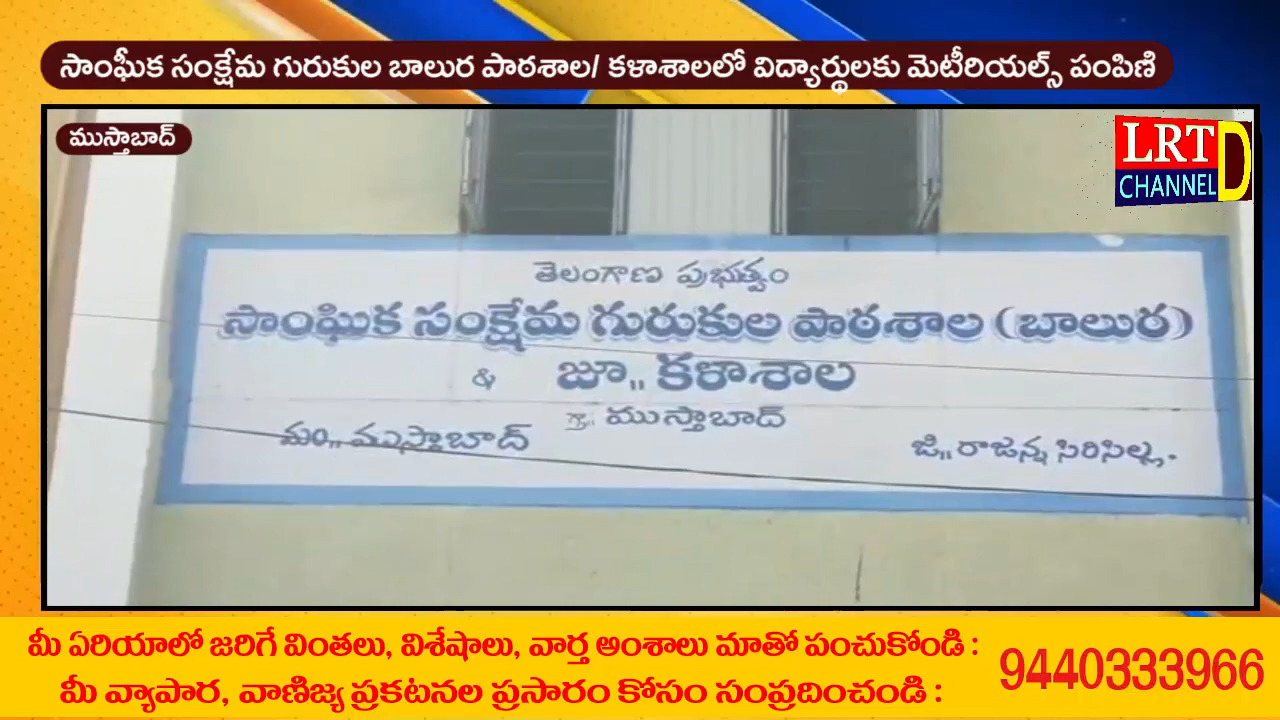 సాంఘీక సంక్షేమ గురుకుల బాలుర పాఠశాల/ కళాశాలలో విద్యార్థులకు మెటీరియల్స్ పంపిణి
ముస్తాబాద్
LRT D
CHANNEL
తెలంగాణ ప్రభుత్వం
సాంఘిక సంక్షేమ గురుకుల పాఠశాల (బాలుర)
& జూ,, కళాశాల
గ్రా,, ముస్తాబాద్
మం,, ముస్తాబాద్
జి,, రాజన్న సిరిసిల్ల.
మీ ఏరియాలో జరిగే వింతలు, విశేషాలు, వార్త అంశాలు మాతో పంచుకోండి :
మీ వ్యాపార, వాణిజ్య ప్రకటనల ప్రసారం కోసం సంప్రదించండి :
9440333966